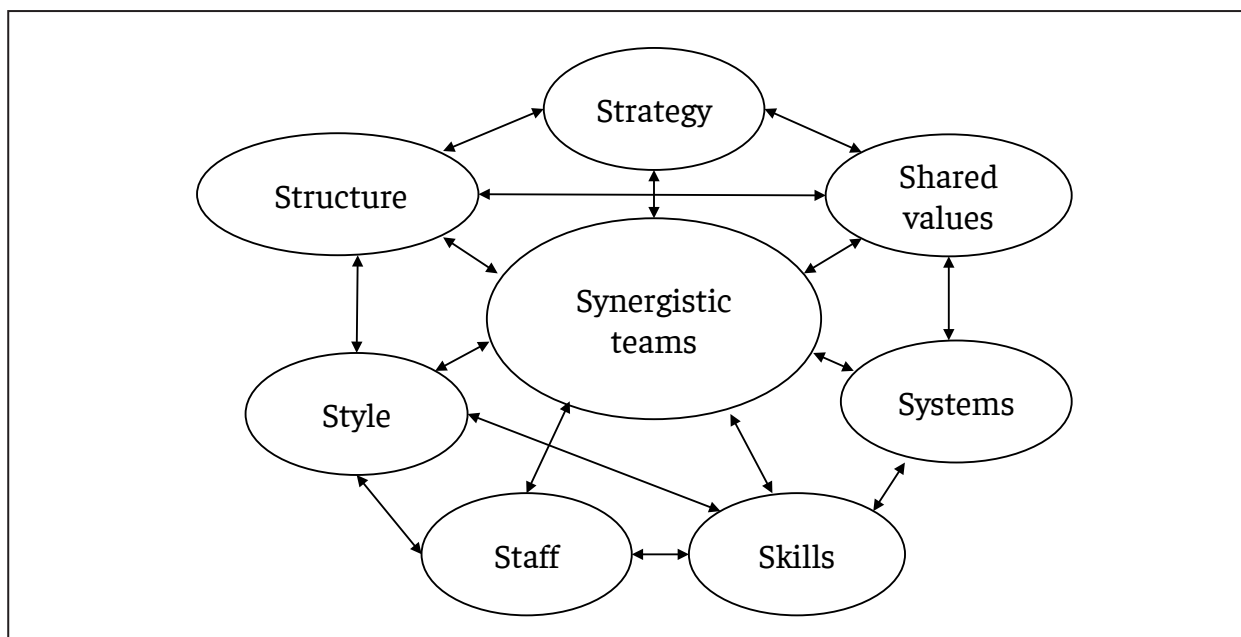 Strategy
Structure
Shared
values
Synergistic
teams
Style
Systems
Staff
Skills